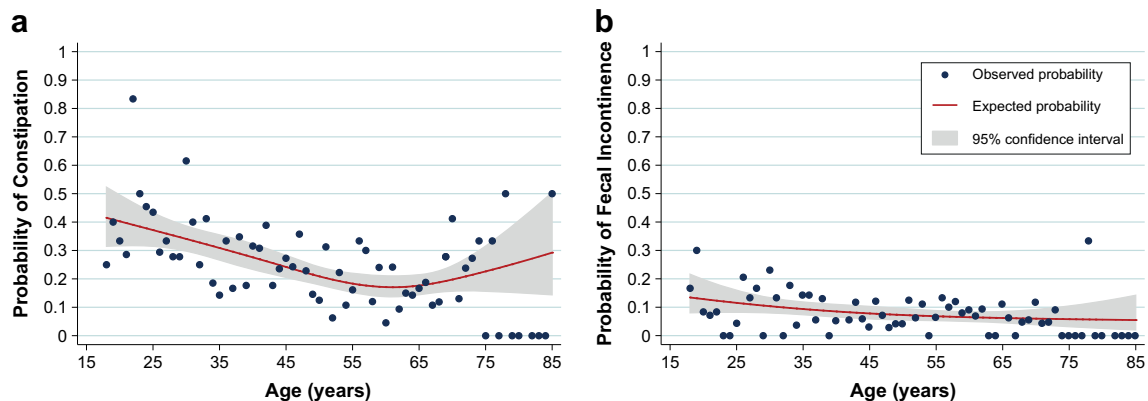 a
Probability of Constipation
1
0.9
0.8
0.7
0.6
0.5
0.4
0.3
0.2
0.1
0
15 25 35 45 55 65 75 85
Age (years)
b
Probability of Fecal Incontinence
1
0.9
0.8
0.7
0.6
0.5
0.4
0.3
0.2
0.1
0
15 25 35 45 55 65 75 85
Age (years)
Observed probability
Expected probability
95% confidence interval